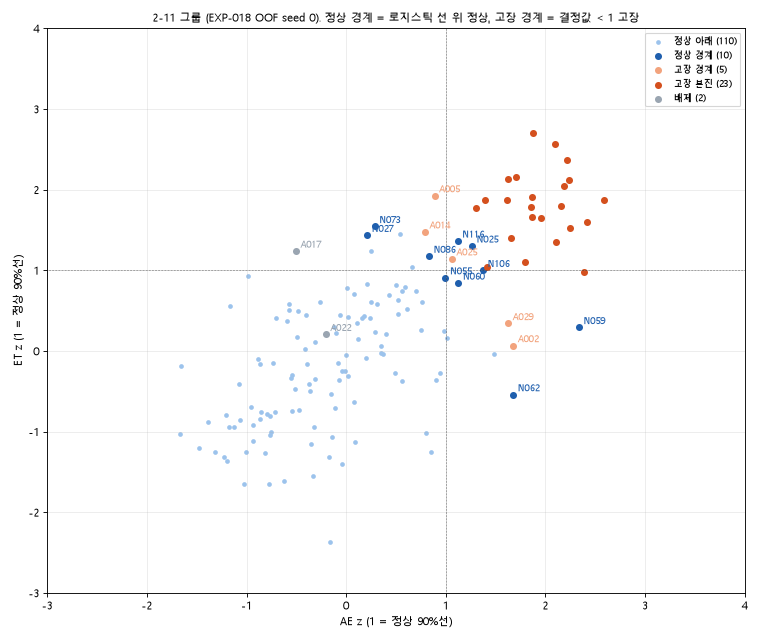 2-11 그룹 (EXP-018 OOF seed 0). 정상 경계 = 로지스틱 선 위 정상, 고장 경계 = 결정값 < 1 고장
정상 아래 (110)
정상 경계 (10)
고장 경계 (5)
고장 본진 (23)
배제 (2)
4
3
2
1
0
-1
-2
-3
ET z (1 = 정상 90%선)
A005
N073
N027
A014
N116
N025
A017
N086
A025
N106
N055
N060
A029
N059
A022
A002
N062
-3
-2
-1
0
1
2
3
4
AE z (1 = 정상 90%선)